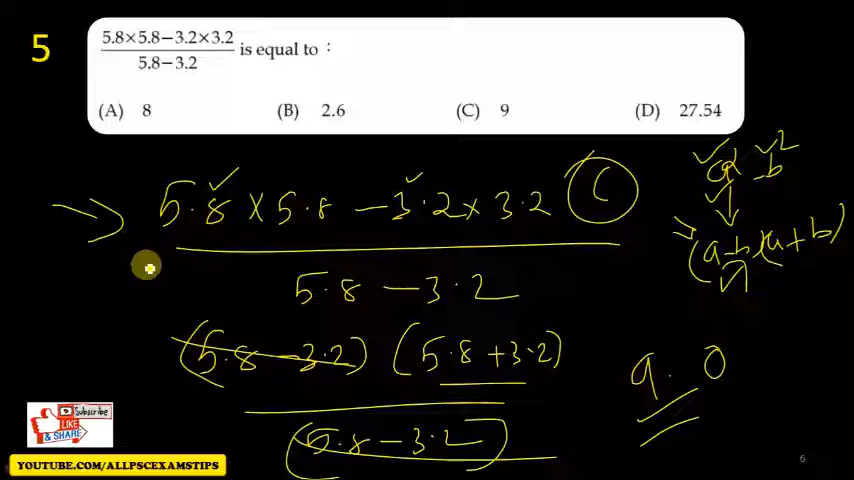 5
5.8×5.8−3.2×3.2
5.8−3.2
is equal to :
(A) 8 (B) 2.6 (C) 9 (D) 27.54
a² - b²
5.8 × 5.8 − 3.2 × 3.2 C
(a-b)(a+b)
5.8 − 3.2
(5.8 − 3.2) (5.8 + 3.2)
9.0
(5.8 − 3.2)
Subscribe
LIKE
& SHARE
YOUTUBE.COM/ALLPSCEXAMSTIPS
6